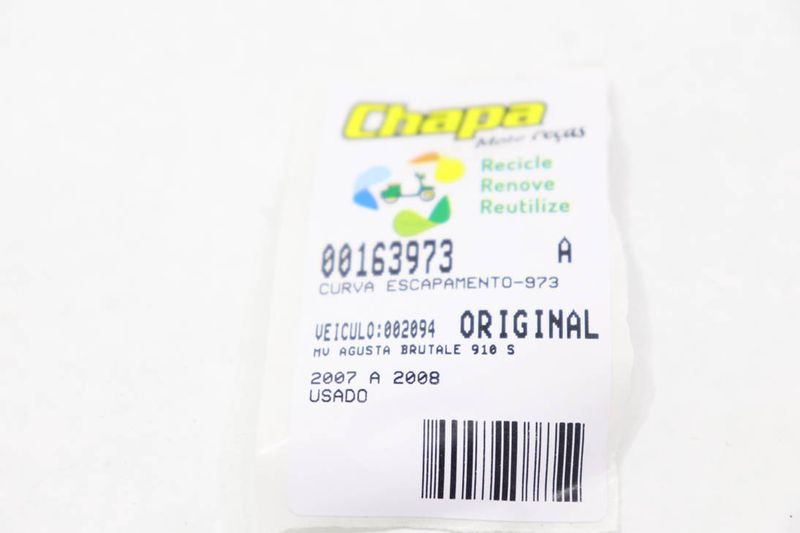 Chapa
Moto Peças
Recicle
Renove
Reutilize
00163973 A
CURVA ESCAPAMENTO-973
VEICULO:002094 ORIGINAL
MV AGUSTA BRUTALE 910 S
2007 A 2008
USADO